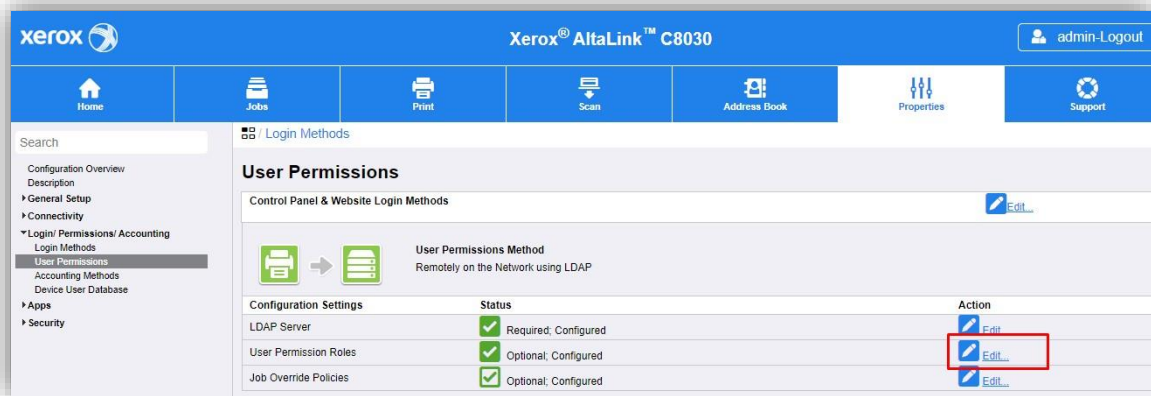 xerox
Xerox® AltaLink™ C8030
admin-Logout
Home
Jobs
Print
Scan
Address Book
Properties
Support
Search
Configuration Overview
Description
General Setup
Connectivity
Login/ Permissions/ Accounting
Login Methods
User Permissions
Accounting Methods
Device User Database
Apps
Security
/ Login Methods
User Permissions
Control Panel & Website Login Methods
Edit...
User Permissions Method
Remotely on the Network using LDAP
Configuration Settings Status Action
LDAP Server Required; Configured Edit...
User Permission Roles Optional; Configured Edit...
Job Override Policies Optional; Configured Edit...